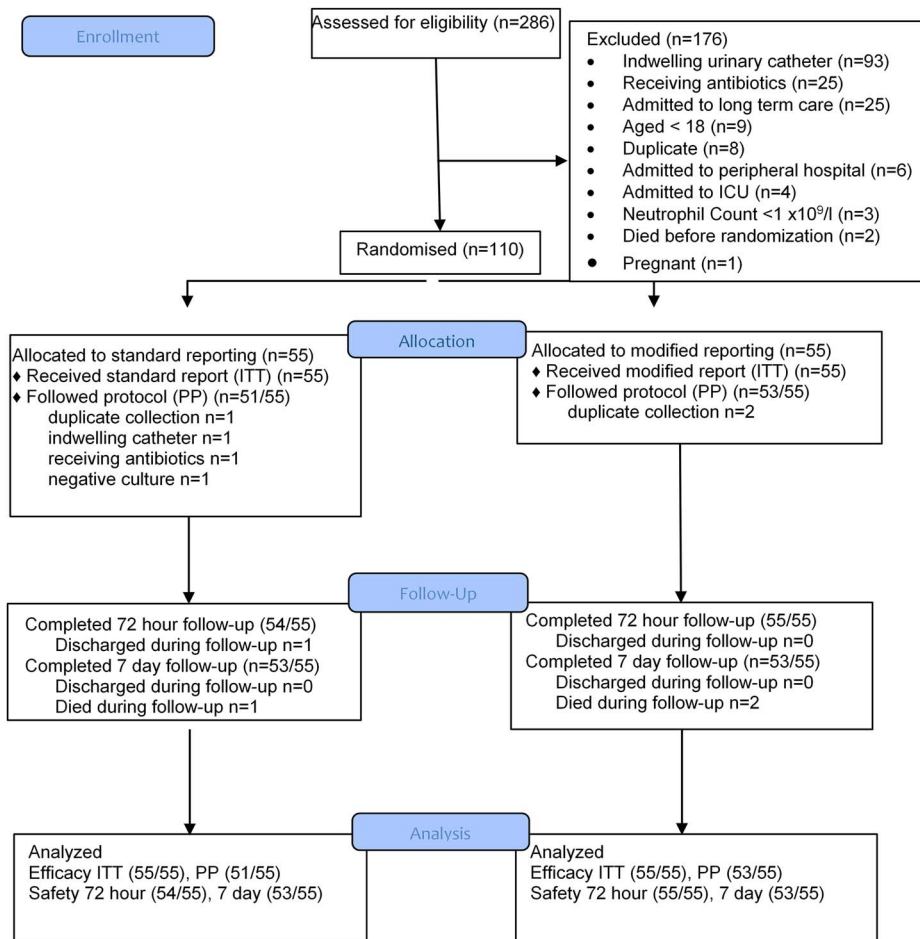 Enrollment
Assessed for eligibility (n=286)
Excluded (n=176)
• Indwelling urinary catheter (n=93)
• Receiving antibiotics (n=25)
• Admitted to long term care (n=25)
• Aged < 18 (n=9)
• Duplicate (n=8)
• Admitted to peripheral hospital (n=6)
• Admitted to ICU (n=4)
• Neutrophil Count <1 x10⁹/l (n=3)
• Died before randomization (n=2)
• Pregnant (n=1)
Randomised (n=110)
Allocation
Allocated to standard reporting (n=55)
♦ Received standard report (ITT) (n=55)
♦ Followed protocol (PP) (n=51/55)
duplicate collection n=1
indwelling catheter n=1
receiving antibiotics n=1
negative culture n=1
Allocated to modified reporting (n=55)
♦ Received modified report (ITT) (n=55)
♦ Followed protocol (PP) (n=53/55)
duplicate collection n=2
Follow-Up
Completed 72 hour follow-up (54/55)
Discharged during follow-up n=1
Completed 7 day follow-up (n=53/55)
Discharged during follow-up n=0
Died during follow-up n=1
Completed 72 hour follow-up (55/55)
Discharged during follow-up n=0
Completed 7 day follow-up (n=53/55)
Discharged during follow-up n=0
Died during follow-up n=2
Analysis
Analyzed
Efficacy ITT (55/55), PP (51/55)
Safety 72 hour (54/55), 7 day (53/55)
Analyzed
Efficacy ITT (55/55), PP (53/55)
Safety 72 hour (55/55), 7 day (53/55)